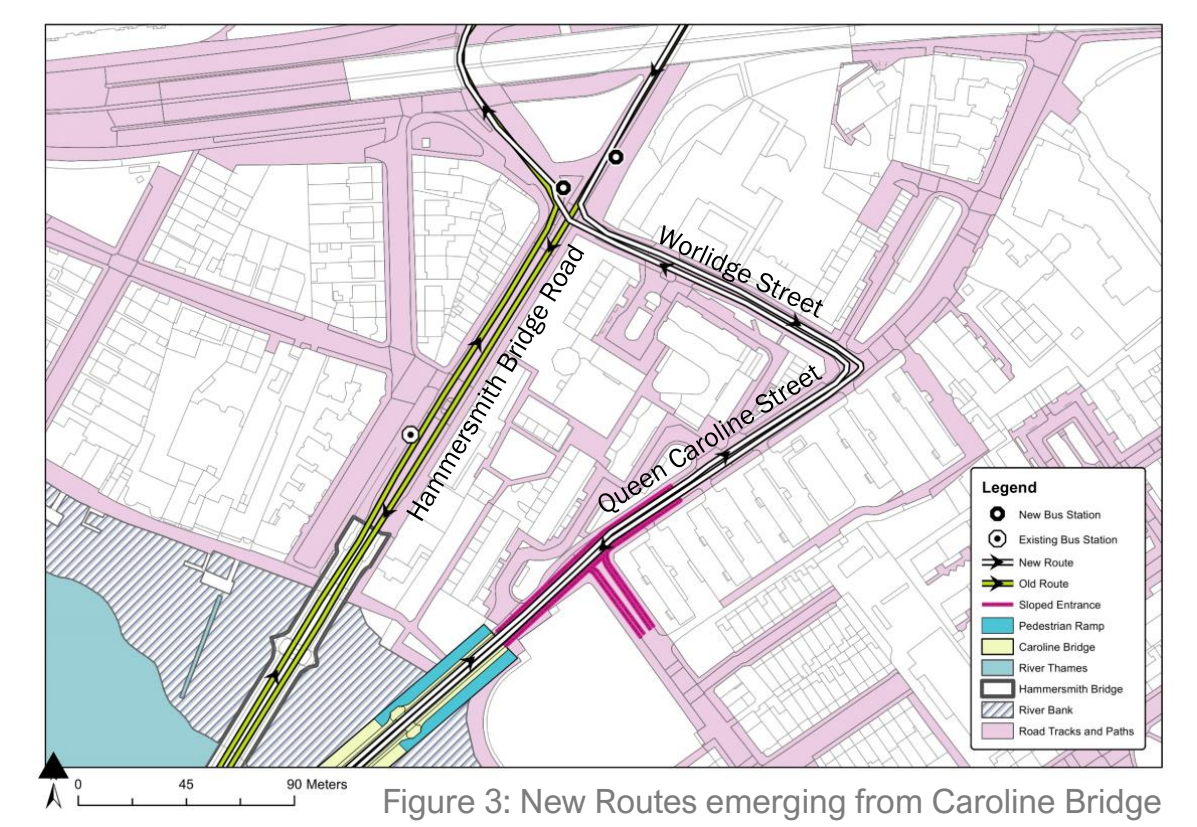 Worlidge Street
Hammersmith Bridge Road
Queen Caroline Street
Legend
New Bus Station
Existing Bus Station
New Route
Old Route
Sloped Entrance
Pedestrian Ramp
Caroline Bridge
River Thames
Hammersmith Bridge
River Bank
Road Tracks and Paths
0 45 90 Meters
Figure 3: New Routes emerging from Caroline Bridge